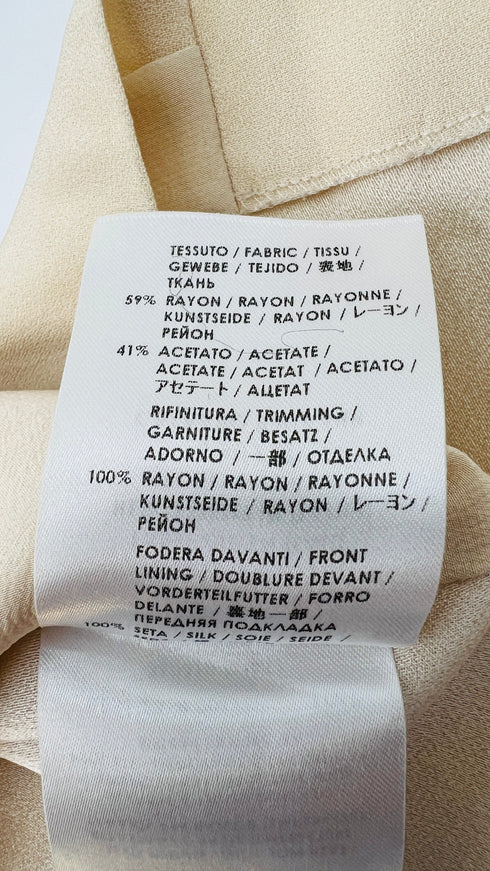 TESSUTO / FABRIC / TISSU /
GEWEBE / TEJIDO / 表地 /
ТКАНЬ
59% RAYON / RAYON / RAYONNE /
KUNSTSEIDE / RAYON / レーヨン /
РЕЙОН
41% ACETATO / ACETATE /
ACETATE / ACETAT / ACETATO /
アセテート / АЦЕТАТ
RIFINITURA / TRIMMING /
GARNITURE / BESATZ /
ADORNO / 一部 / ОТДЕЛКА
100% RAYON / RAYON / RAYONNE /
KUNSTSEIDE / RAYON / レーヨン /
РЕЙОН
FODERA DAVANTI / FRONT
LINING / DOUBLURE DEVANT /
VORDERTEILFUTTER / FORRO
DELANTE / 裏地一部 /
ПЕРЕДНЯЯ ПОДКЛАДКА
100% SETA / SILK / SOIE / SEIDE /